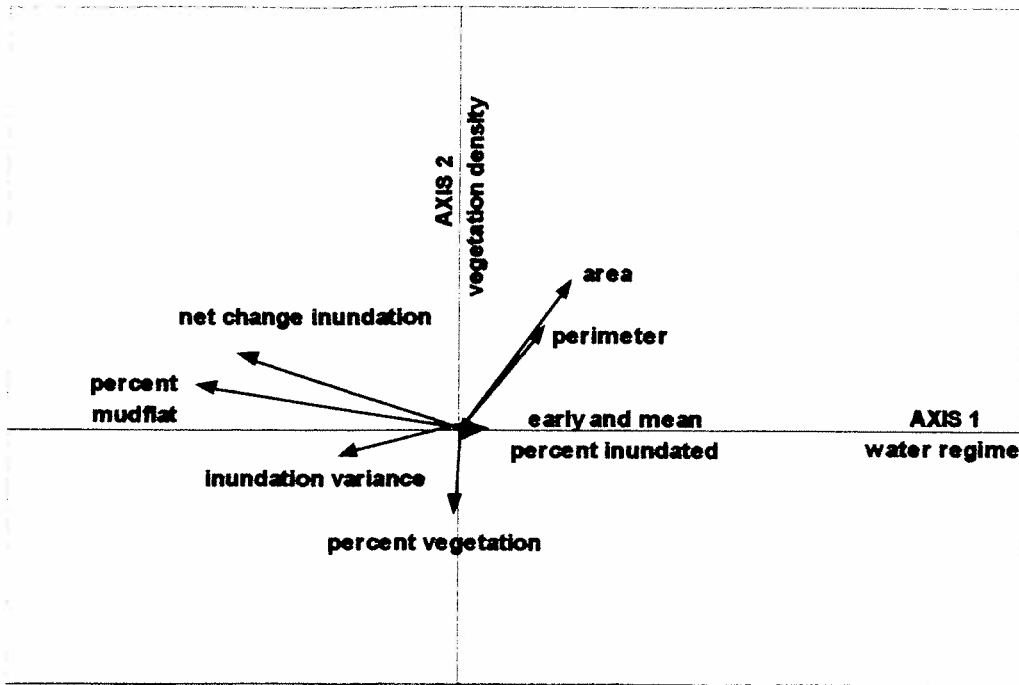 AXIS 2
vegetation density
area
net change inundation
perimeter
percent
mudflat
early and mean
percent inundated
AXIS 1
water regime
inundation variance
percent vegetation